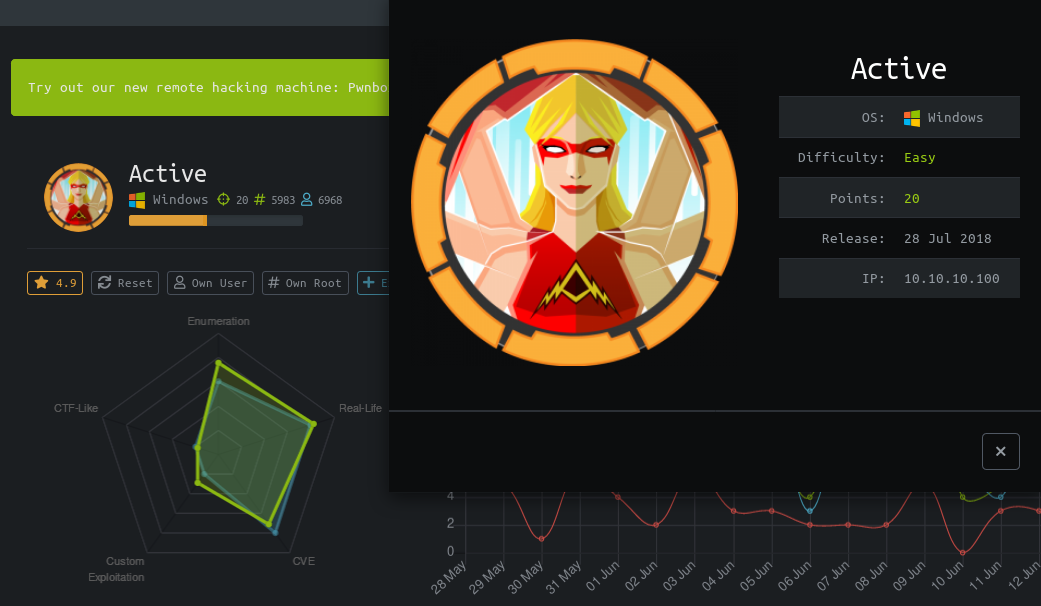 Try out our new remote hacking machine: Pwnbo
Active
Windows 20 5983 6968
4.9 Reset Own User Own Root E
Enumeration
CTF-Like
Real-Life
Custom
Exploitation
CVE
Active
OS: Windows
Difficulty: Easy
Points: 20
Release: 28 Jul 2018
IP: 10.10.10.100
×
4
2
0
28 May 29 May 30 May 31 May 01 Jun 02 Jun 03 Jun 04 Jun 05 Jun 06 Jun 07 Jun 08 Jun 09 Jun 10 Jun 11 Jun 12 Jun